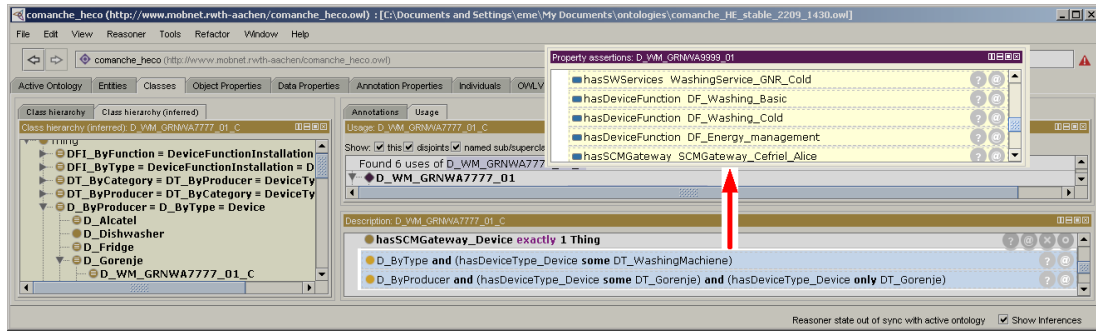 comanche_heco (http://www.mobnet.rwth-aachen/comanche_heco.owl) : [C:\Documents and Settings\eme\My Documents\ontologies\comanche_HE_stable_2209_1430.owl]
File Edit View Reasoner Tools Refactor Window Help
comanche_heco (http://www.mobnet.rwth-aachen/comanche_heco.owl)
Active Ontology Entities Classes Object Properties Data Properties Annotation Properties Individuals OWLV
Property assertions: D_WM_GRNWA9999_01
hasSWServices WashingService_GNR_Cold
hasDeviceFunction DF_Washing_Basic
hasDeviceFunction DF_Washing_Cold
hasDeviceFunction DF_Energy_management
hasSCMGateway SCMGateway_Cefriel_Alice
Class hierarchy Class hierarchy (inferred)
Class hierarchy (inferred): D_WM_GRNWA7777_01_C
Thing
DFI_ByFunction = DeviceFunctionInstallation
DFI_ByType = DeviceFunctionInstallation = D
DT_ByCategory = DT_ByProducer = DeviceTy
DT_ByProducer = DT_ByCategory = DeviceTy
D_ByProducer = D_ByType = Device
D_Alcatel
D_Dishwasher
D_Fridge
D_Gorenje
D_WM_GRNWA7777_01_C
Annotations Usage
Usage: D_WM_GRNWA7777_01_C
Show: this disjoints named sub/supercla
Found 6 uses of D_WM_GRNWA777
D_WM_GRNWA7777_01
Description: D_WM_GRNWA7777_01_C
hasSCMGateway_Device exactly 1 Thing
D_ByType and (hasDeviceType_Device some DT_WashingMachiene)
D_ByProducer and (hasDeviceType_Device some DT_Gorenje) and (hasDeviceType_Device only DT_Gorenje)
Reasoner state out of sync with active ontology Show Inferences